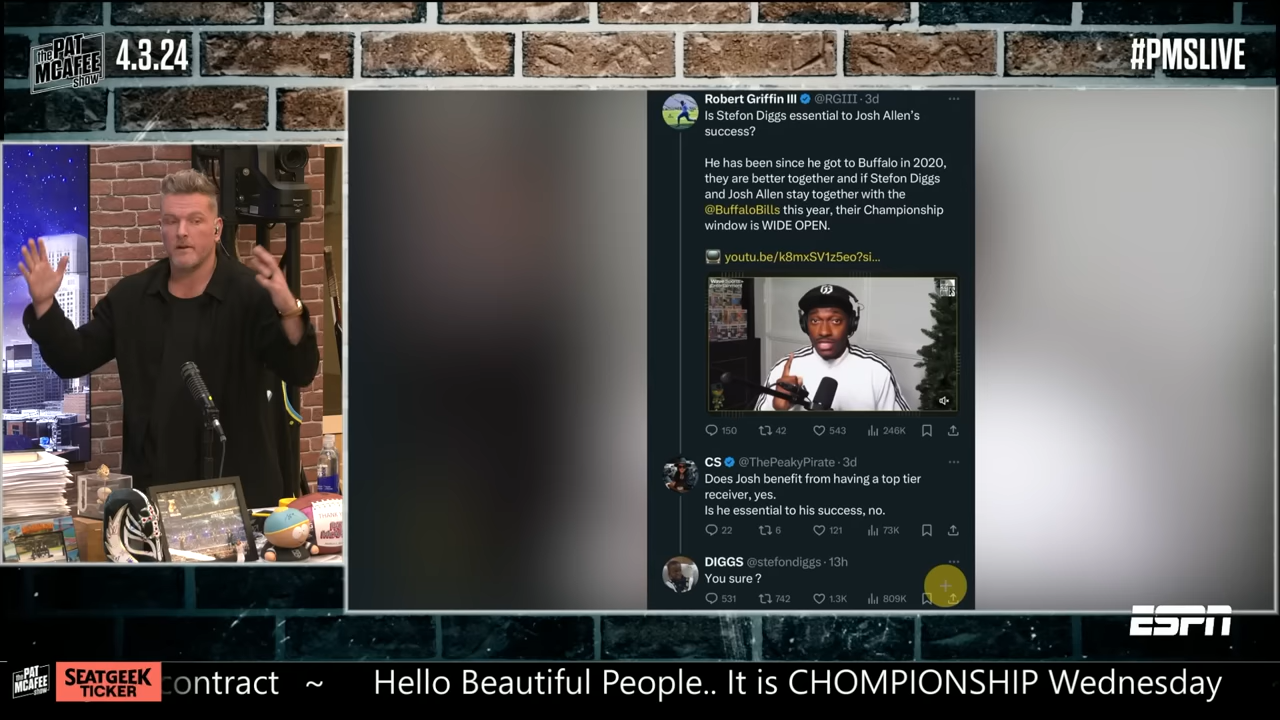 the PAT MCAFEE show
4.3.24
#PMSLIVE
Robert Griffin III @RGIII · 3d
Is Stefon Diggs essential to Josh Allen's
success?
He has been since he got to Buffalo in 2020,
they are better together and if Stefon Diggs
and Josh Allen stay together with the
@BuffaloBills this year, their Championship
window is WIDE OPEN.
youtu.be/k8mxSV1z5eo?si...
150 42 543 246K
CS @ThePeakyPirate · 3d
Does Josh benefit from having a top tier
receiver, yes.
Is he essential to his success, no.
22 6 121 73K
DIGGS @stefondiggs · 13h
You sure ?
531 742 1.3K 809K
ESPN
the PAT MCAFEE show
SEATGEEK
TICKER
contract ~ Hello Beautiful People.. It is CHOMPIONSHIP Wednesday